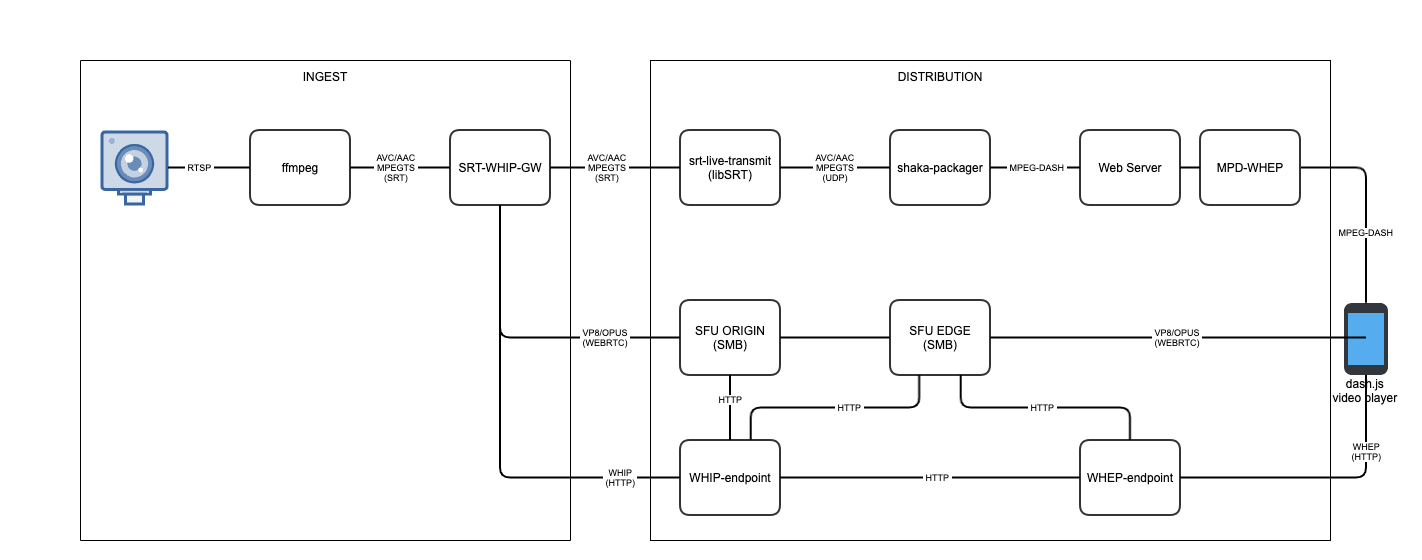 INGEST
DISTRIBUTION
RTSP
ffmpeg
AVC/AAC
MPEGTS
(SRT)
SRT-WHIP-GW
AVC/AAC
MPEGTS
(SRT)
srt-live-transmit
(libSRT)
AVC/AAC
MPEGTS
(UDP)
shaka-packager
MPEG-DASH
Web Server
MPD-WHEP
MPEG-DASH
VP8/OPUS
(WEBRTC)
SFU ORIGIN
(SMB)
SFU EDGE
(SMB)
VP8/OPUS
(WEBRTC)
dash.js
video player
HTTP
HTTP
HTTP
WHEP
(HTTP)
WHIP
(HTTP)
WHIP-endpoint
HTTP
WHEP-endpoint